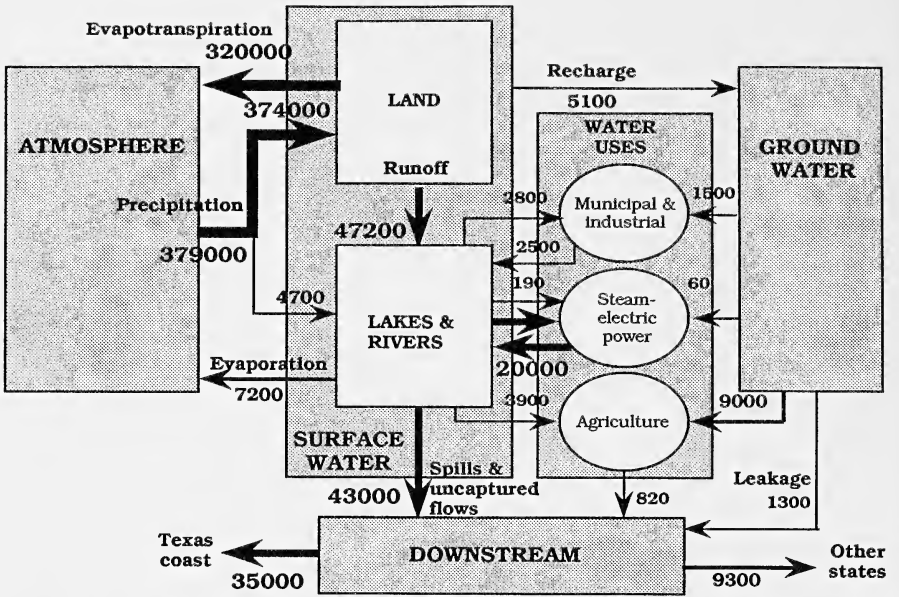 Evapotranspiration
320000
374000
ATMOSPHERE
Precipitation
379000
4700
Evaporation
7200
LAND
Runoff
47200
LAKES &
RIVERS
SURFACE
WATER
43000
Spills &
uncaptured
flows
Recharge
5100
WATER
USES
2800
Municipal &
industrial
1500
2500
190
Steam-
electric
power
60
20000
3900
Agriculture
9000
GROUND
WATER
820
Leakage
1300
Texas
coast
35000
DOWNSTREAM
9300
Other
states